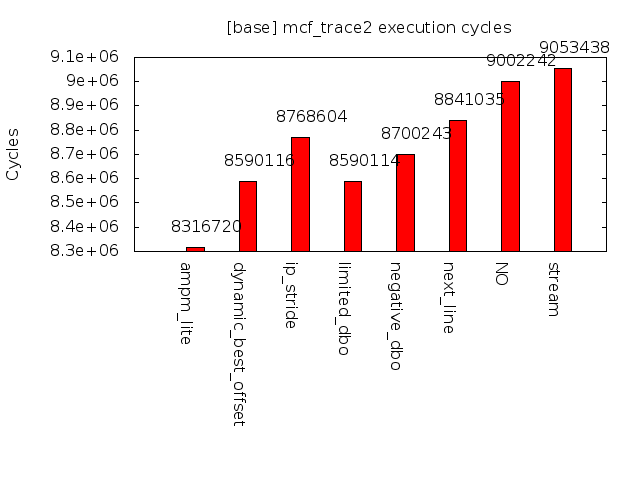 [base] mcf_trace2 execution cycles
Cycles
9.1e+06
9e+06
8.9e+06
8.8e+06
8.7e+06
8.6e+06
8.5e+06
8.4e+06
8.3e+06
8316720
8590116
8768604
8590114
8700243
8841035
9002242
9053438
ampm_lite
dynamic_best_offset
ip_stride
limited_dbo
negative_dbo
next_line
NO
stream